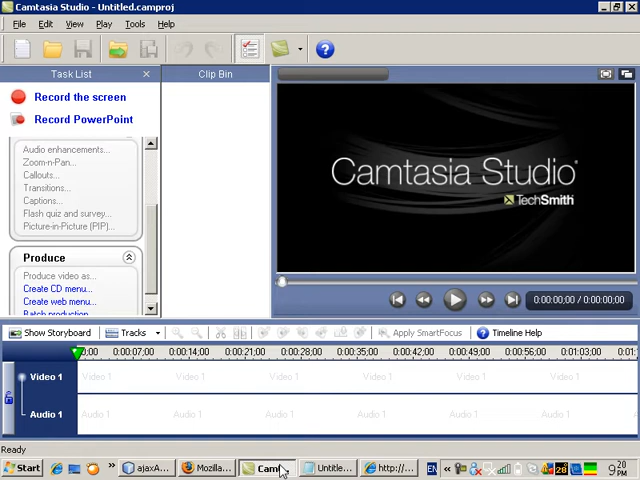 Camtasia Studio - Untitled.camproj
File Edit View Play Tools Help
Task List
Clip Bin
Record the screen
Record PowerPoint
Audio enhancements...
Zoom-n-Pan...
Callouts...
Transitions...
Captions...
Flash quiz and survey...
Picture-in-Picture (PIP)...
Produce
Produce video as...
Create CD menu...
Create web menu...
Batch production...
Camtasia Studio
TechSmith
0:00:00;00 / 0:00:00;00
Show Storyboard Tracks Apply SmartFocus Timeline Help
0:00:07;00 0:00:14;00 0:00:21;00 0:00:28;00 0:00:35;00 0:00:42;00 0:00:49;00 0:00:56;00 0:01:03;00
Video 1 Video 1 Video 1 Video 1 Video 1 Video 1 Video 1
Audio 1 Audio 1 Audio 1 Audio 1 Audio 1 Audio 1 Audio 1
Ready
Start ajaxA... Mozilla... Camt... Untitle... http://... EN 28 9:20 PM